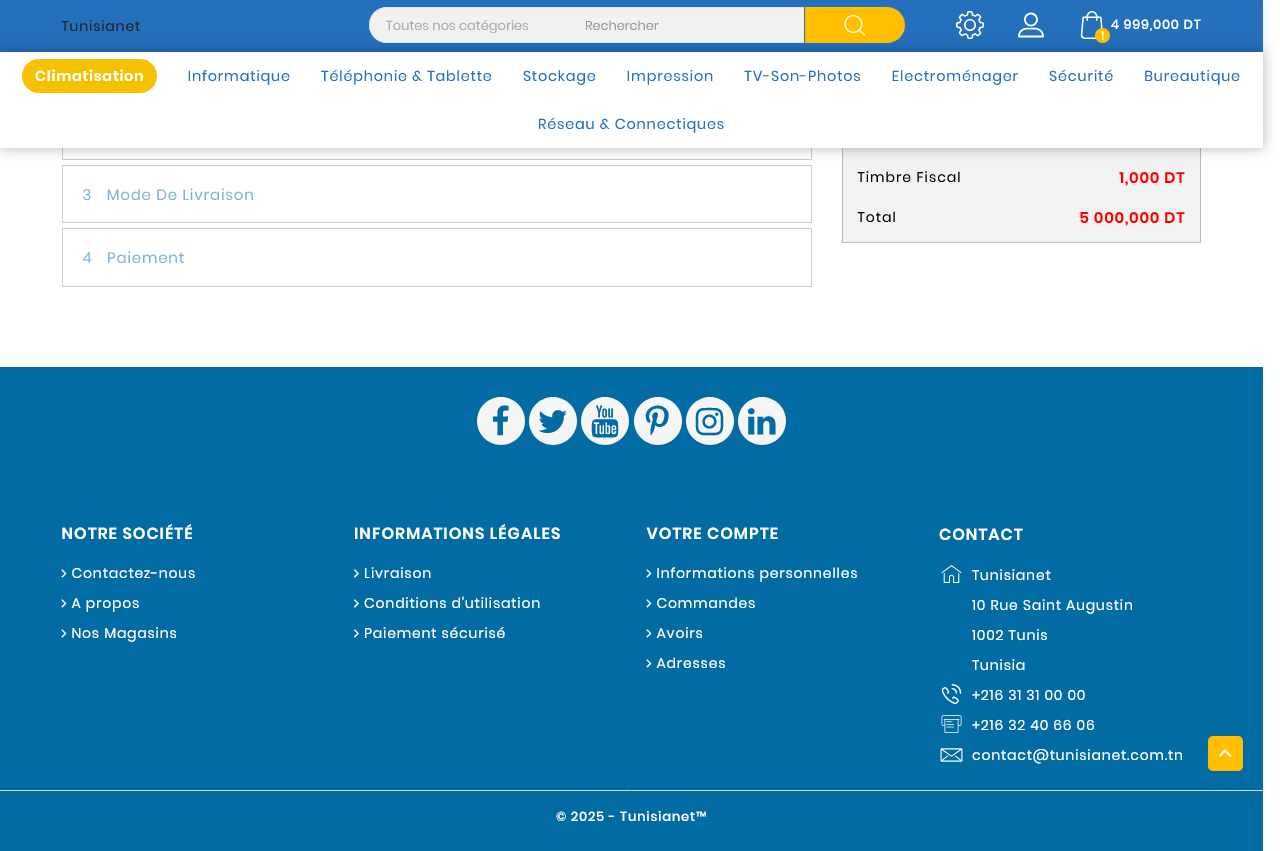 Tunisianet
Toutes nos catégories
Rechercher
4 999,000 DT
1
Climatisation
Informatique
Téléphonie & Tablette
Stockage
Impression
TV-Son-Photos
Electroménager
Sécurité
Bureautique
Réseau & Connectiques
3 Mode De Livraison
4 Paiement
Timbre Fiscal 1,000 DT
Total 5 000,000 DT
You
Tube
NOTRE SOCIÉTÉ
Contactez-nous
A propos
Nos Magasins
INFORMATIONS LÉGALES
Livraison
Conditions d'utilisation
Paiement sécurisé
VOTRE COMPTE
Informations personnelles
Commandes
Avoirs
Adresses
CONTACT
Tunisianet
10 Rue Saint Augustin
1002 Tunis
Tunisia
+216 31 31 00 00
+216 32 40 66 06
contact@tunisianet.com.tn
© 2025 - Tunisianet™